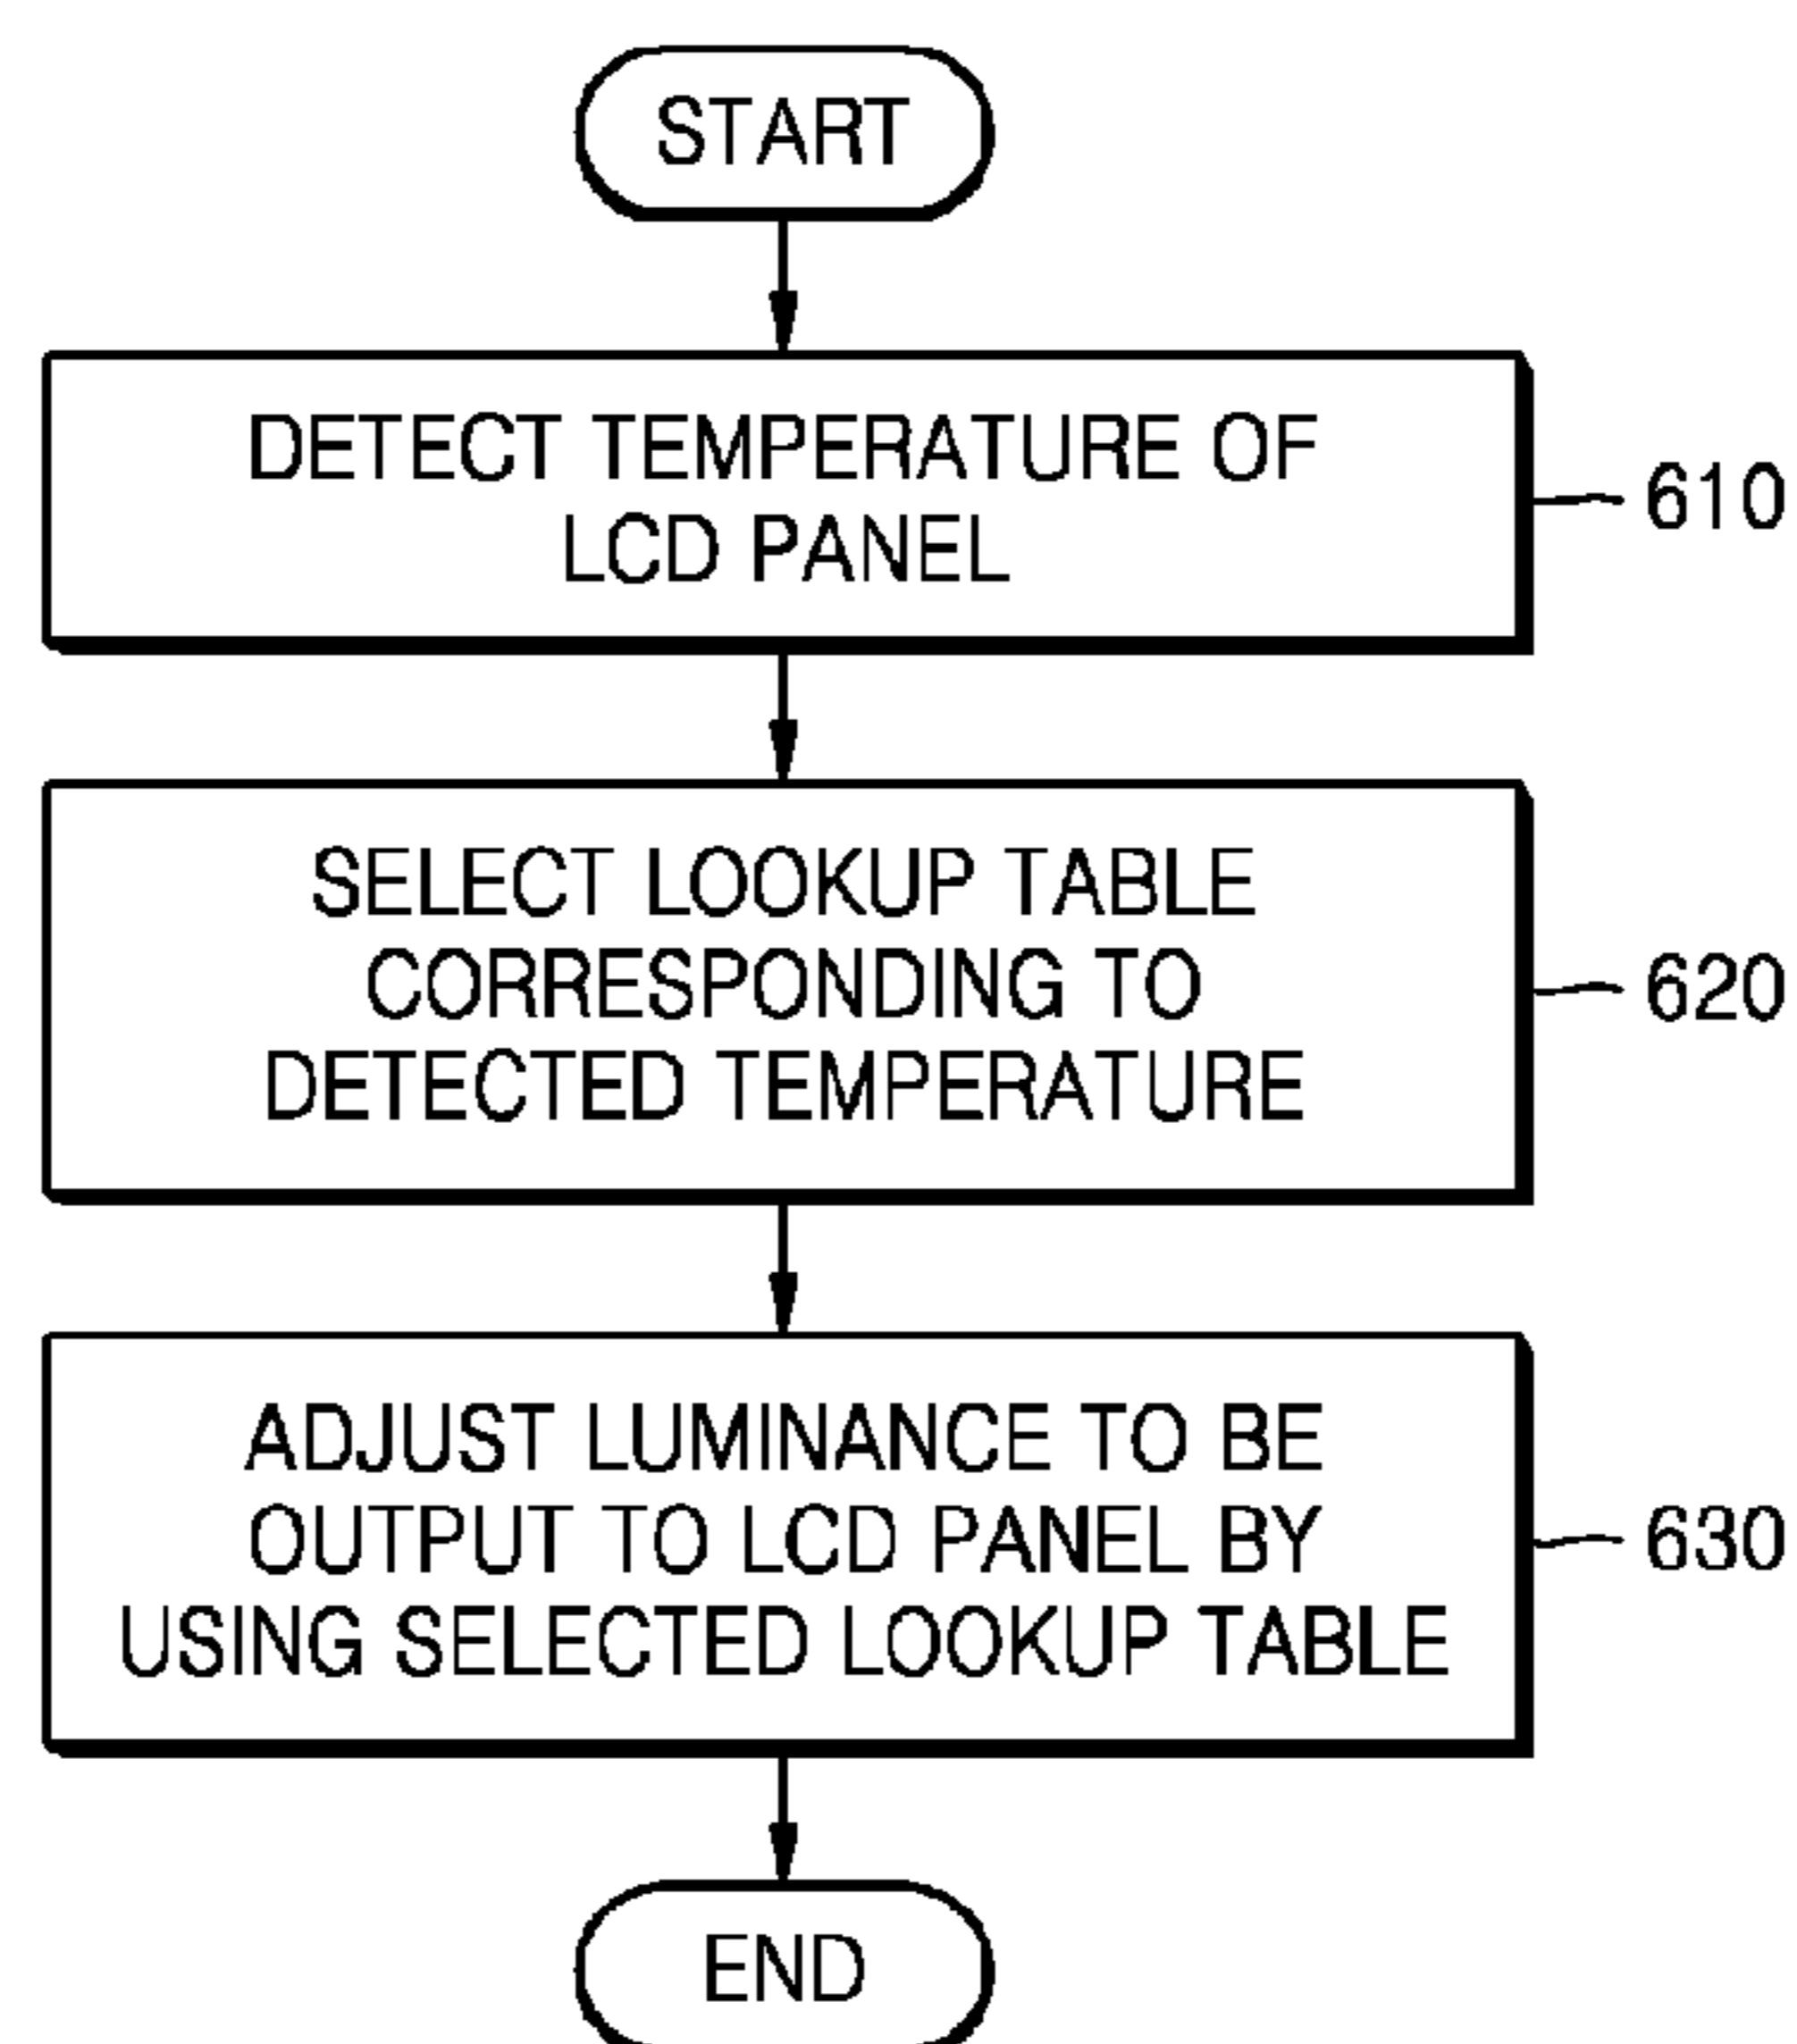 START
DETECT TEMPERATURE OF
LCD PANEL
610
SELECT LOOKUP TABLE
CORRESPONDING TO
DETECTED TEMPERATURE
620
ADJUST LUMINANCE TO BE
OUTPUT TO LCD PANEL BY
USING SELECTED LOOKUP TABLE
630
END